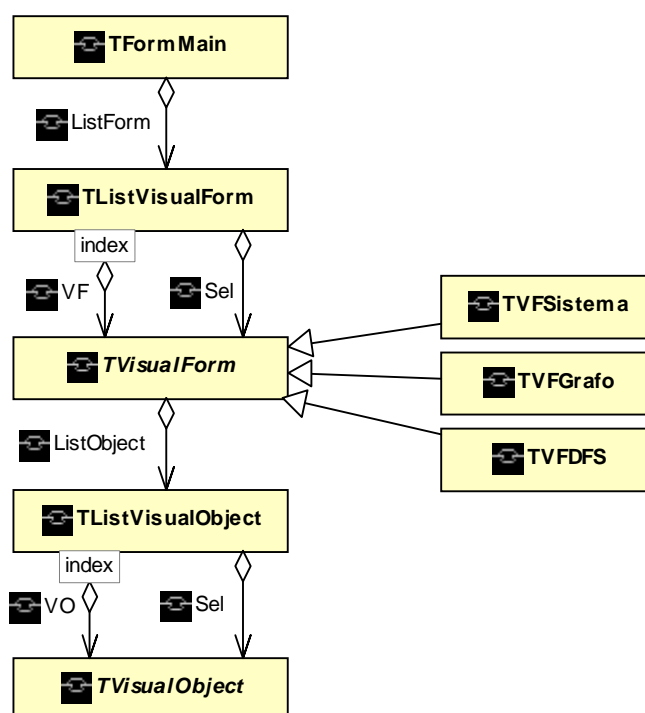 TFormMain
ListForm
TListVisualForm
index
VF
Sel
TVFSistema
TVisualForm
TVFGrafo
ListObject
TVFDFS
TListVisualObject
index
VO
Sel
TVisualObject